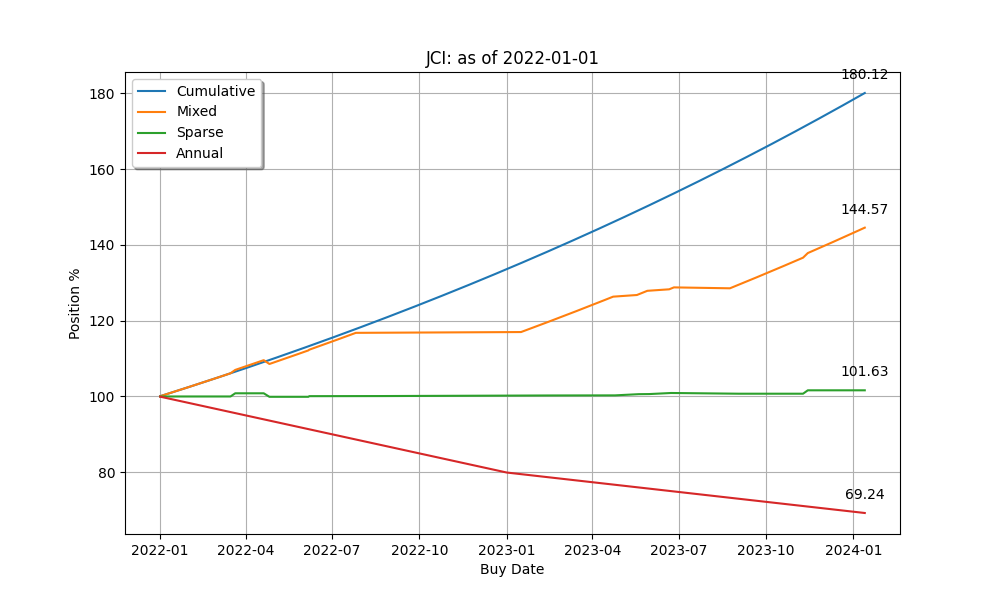 JCI: as of 2022-01-01
Cumulative
Mixed
Sparse
Annual
180.12
144.57
101.63
69.24
180
160
140
120
100
80
Position %
2022-01 2022-04 2022-07 2022-10 2023-01 2023-04 2023-07 2023-10 2024-01
Buy Date